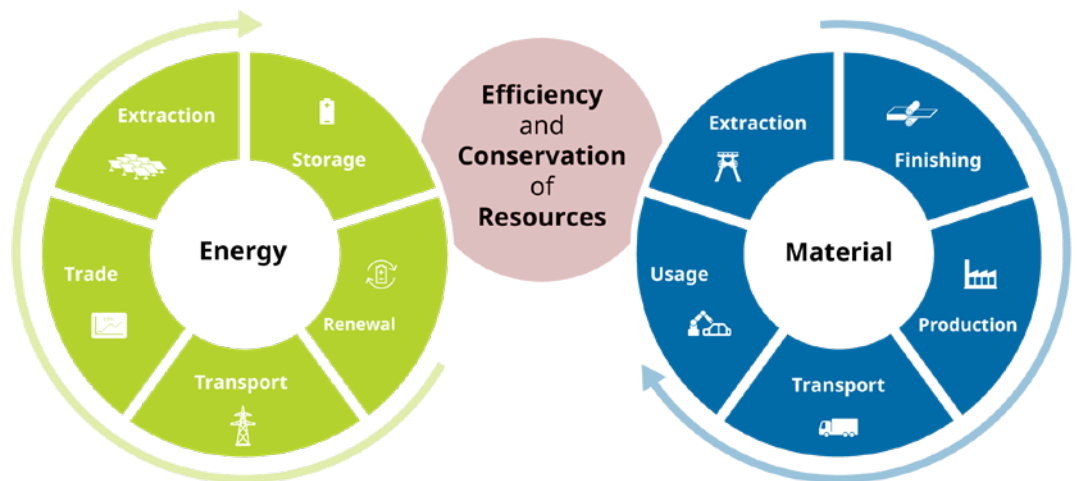 Extraction
Storage
Energy
Trade
Renewal
Transport
Efficiency
and
Conservation
of
Resources
Extraction
Finishing
Material
Usage
Production
Transport